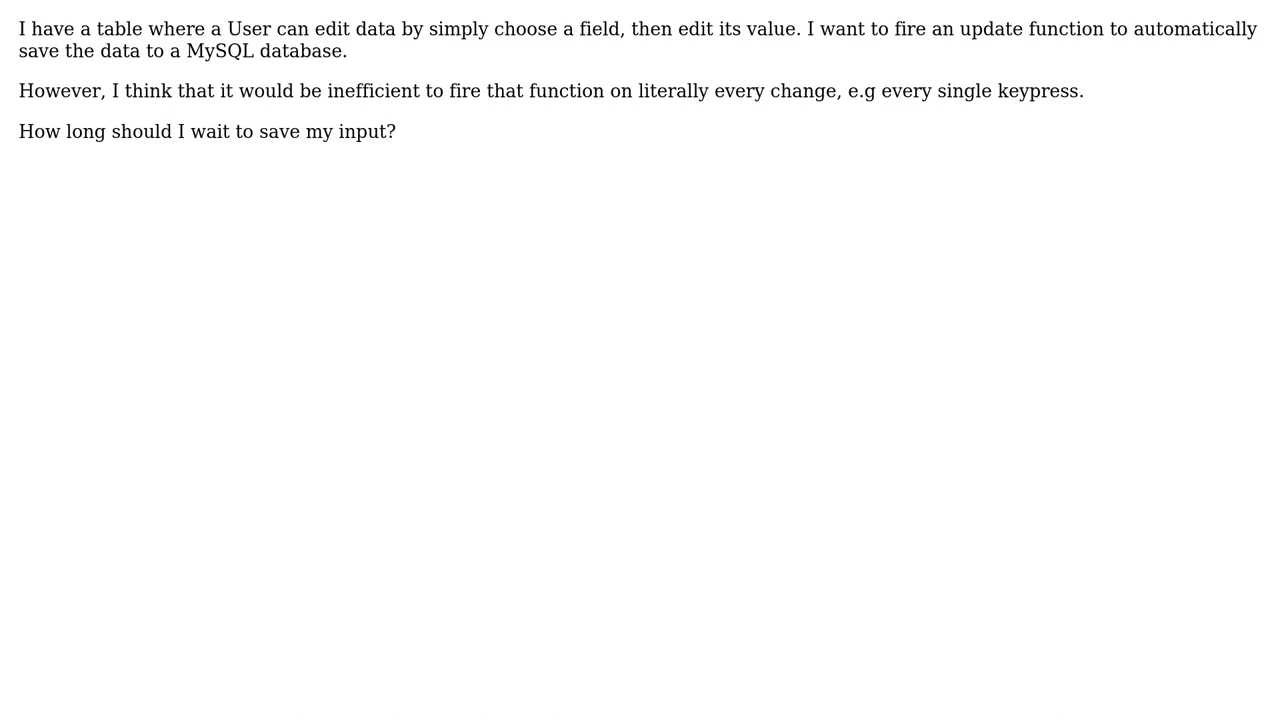 I have a table where a User can edit data by simply choose a field, then edit its value. I want to fire an update function to automatically
save the data to a MySQL database.
However, I think that it would be inefficient to fire that function on literally every change, e.g every single keypress.
How long should I wait to save my input?